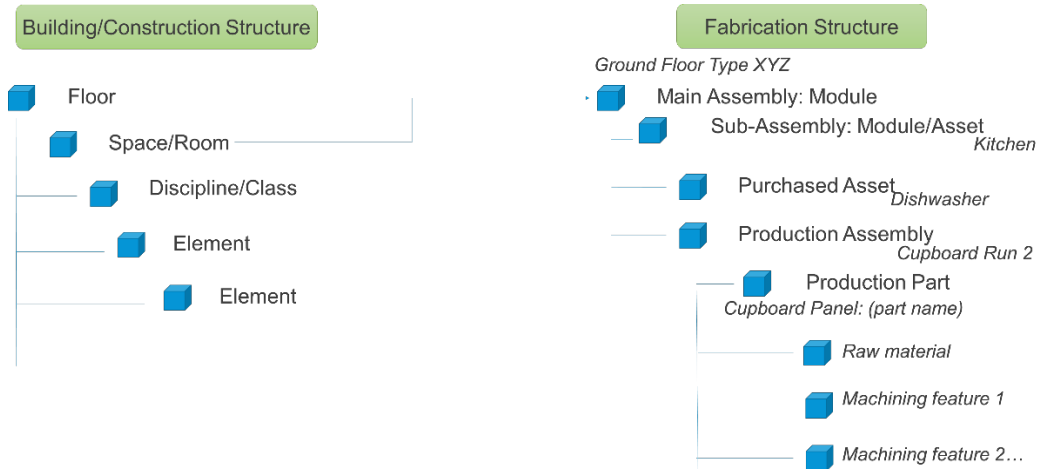 Building/Construction Structure
Floor
Space/Room
Discipline/Class
Element
Element
Fabrication Structure
Ground Floor Type XYZ
Main Assembly: Module
Sub-Assembly: Module/Asset
Kitchen
Purchased Asset
Dishwasher
Production Assembly
Cupboard Run 2
Production Part
Cupboard Panel: (part name)
Raw material
Machining feature 1
Machining feature 2…